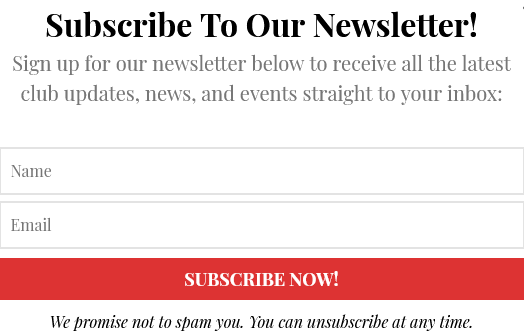 Subscribe To Our Newsletter!
Sign up for our newsletter below to receive all the latest
club updates, news, and events straight to your inbox:
Name
Email
SUBSCRIBE NOW!
We promise not to spam you. You can unsubscribe at any time.